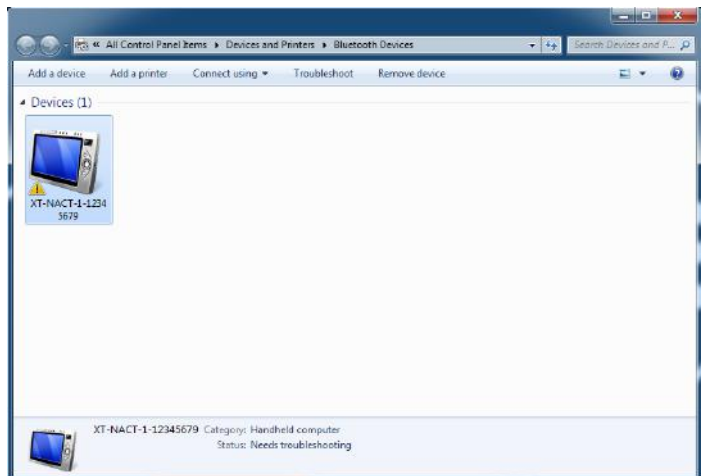 « All Control Panel Items ▸ Devices and Printers ▸ Bluetooth Devices
Search Devices and P...
Add a device Add a printer Connect using Troubleshoot Remove device
Devices (1)
XT-NACT-1-1234
5679
XT-NACT-1-12345679 Category: Handheld computer
Status: Needs troubleshooting